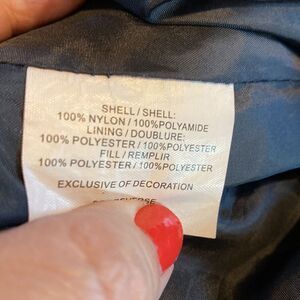 SHELL / SHELL:
100% NYLON / 100%POLYAMIDE
LINING / DOUBLURE:
100% POLYESTER / 100%POLYESTER
FILL / REMPLIR
100% POLYESTER / 100%POLYESTER
EXCLUSIVE OF DECORATION
REVERSE